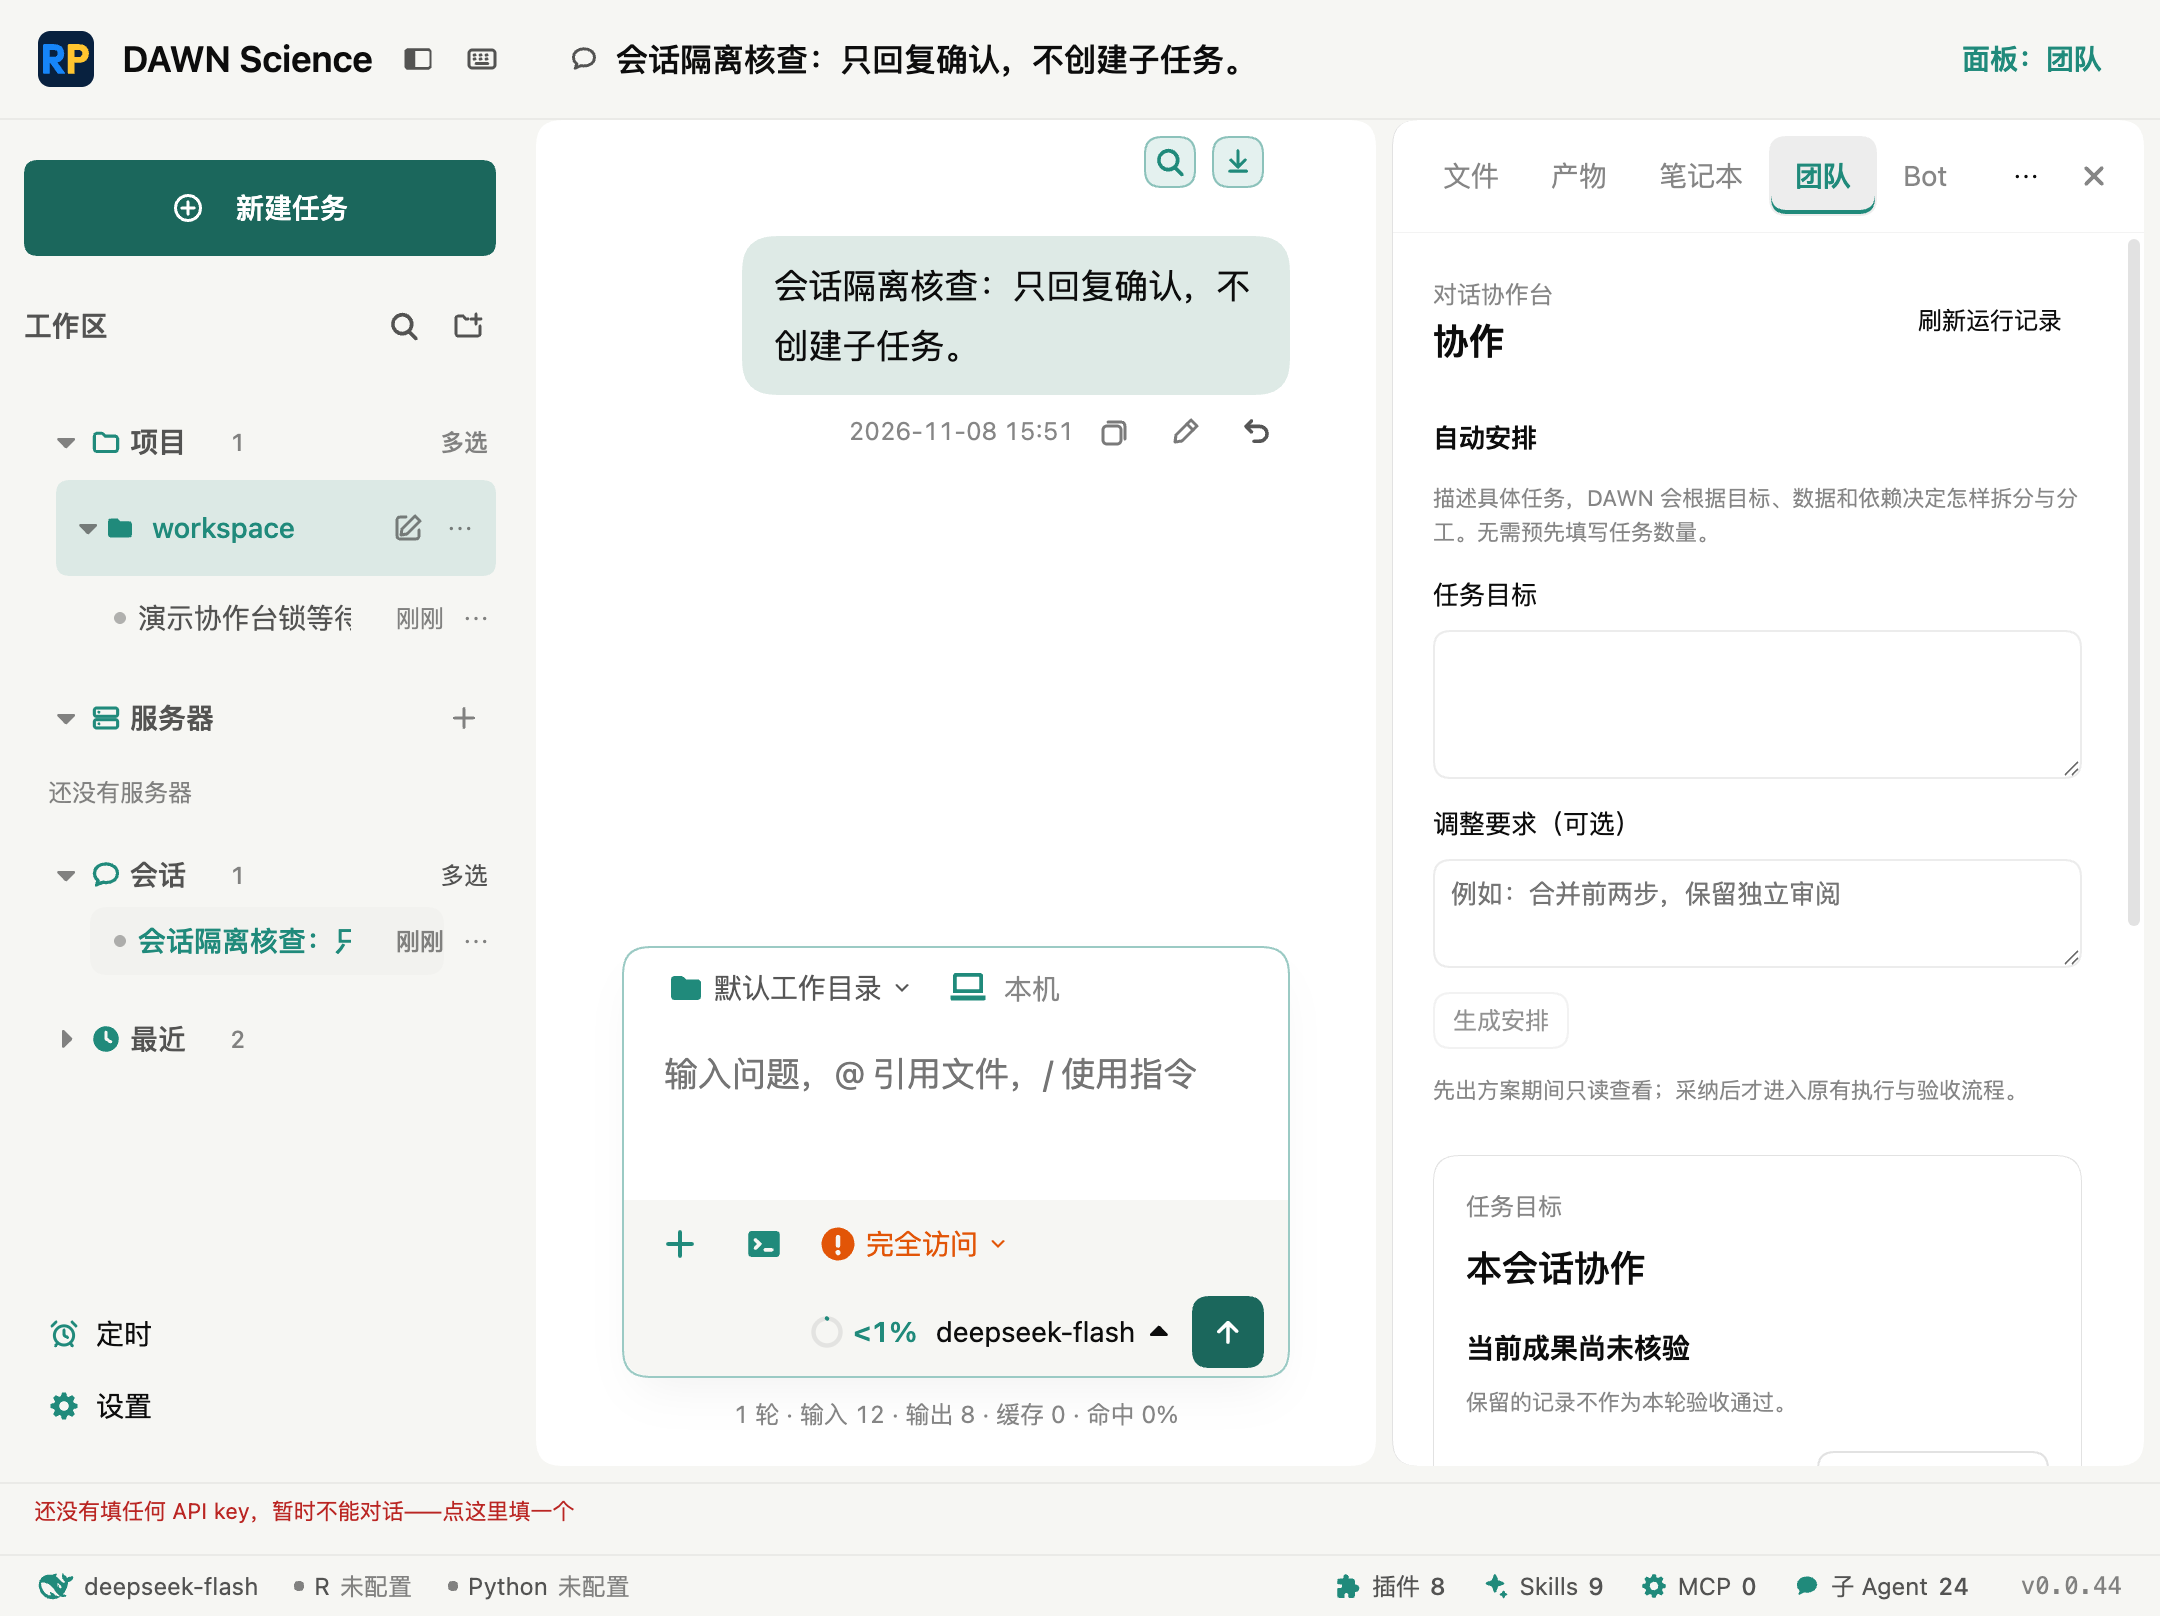 RP DAWN Science
会话隔离核查：只回复确认，不创建子任务。
面板：团队
新建任务
工作区
项目 1 多选
workspace
演示协作台锁等 刚刚
服务器
还没有服务器
会话 1 多选
会话隔离核查： 刚刚
最近 2
定时
设置
会话隔离核查：只回复确认，不
创建子任务。
2026-11-08 15:51
默认工作目录 本机
输入问题，@ 引用文件，/ 使用指令
完全访问
<1% deepseek-flash
1 轮 · 输入 12 · 输出 8 · 缓存 0 · 命中 0%
文件 产物 笔记本 团队 Bot
对话协作台
协作
刷新运行记录
自动安排
描述具体任务，DAWN 会根据目标、数据和依赖决定怎样拆分与分
工。无需预先填写任务数量。
任务目标
调整要求（可选）
例如：合并前两步，保留独立审阅
生成安排
先出方案期间只读查看；采纳后才进入原有执行与验收流程。
任务目标
本会话协作
当前成果尚未核验
保留的记录不作为本轮验收通过。
还没有填任何 API key，暂时不能对话——点这里填一个
deepseek-flash R 未配置 Python 未配置
插件 8 Skills 9 MCP 0 子 Agent 24 v0.0.44